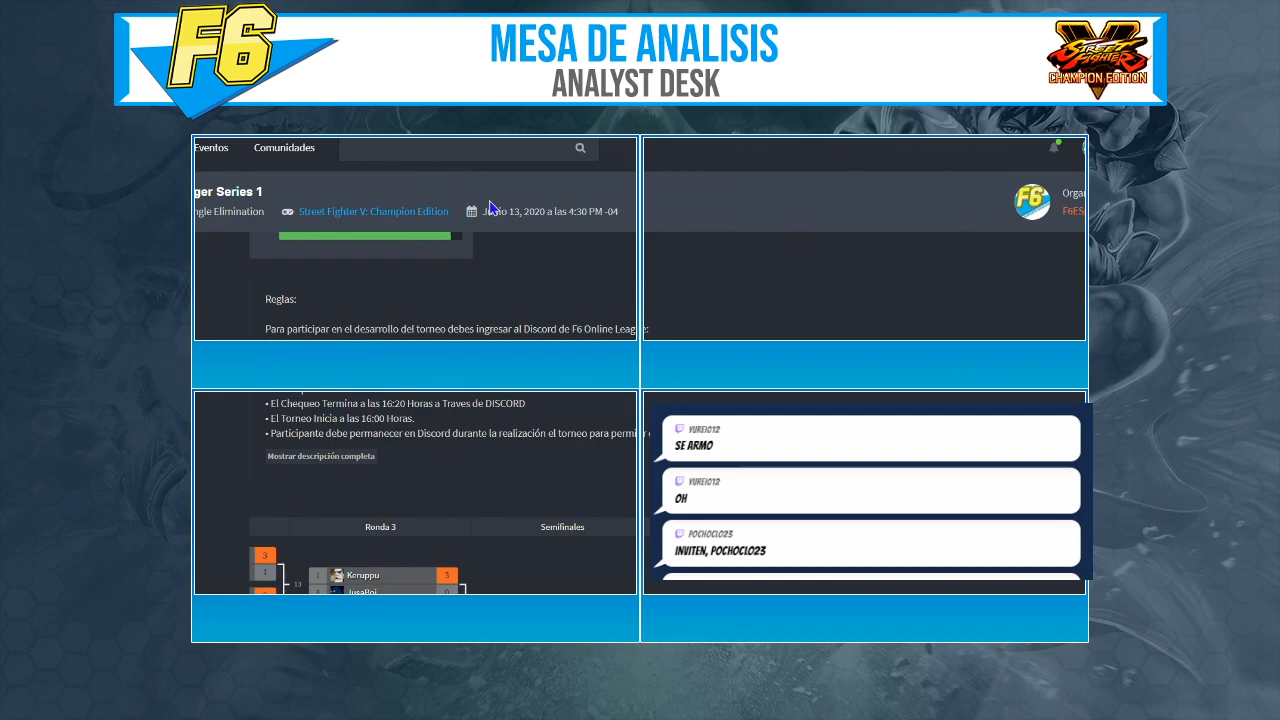 F6
MESA DE ANALISIS
ANALYST DESK
STREET FIGHTER V
CHAMPION EDITION
Eventos
Comunidades
ger Series 1
ngle Elimination
Street Fighter V: Champion Edition
io 13, 2020 a las 4:30 PM -04
F6
Orga
F6ES
Reglas:
Para participar en el desarrollo del torneo debes ingresar al Discord de F6 Online League:
• El Chequeo Termina a las 16:20 Horas a Traves de DISCORD
• El Torneo Inicia a las 16:00 Horas.
• Participante debe permanecer en Discord durante la realización el torneo para
Mostrar descripción completa
Ronda 3
Semifinales
3
1
13
1
Keruppu
3
JusaBoi
0
YUREI012
SE ARMO
YUREI012
OH
POCHOCLO23
INVITEN, POCHOCLO23